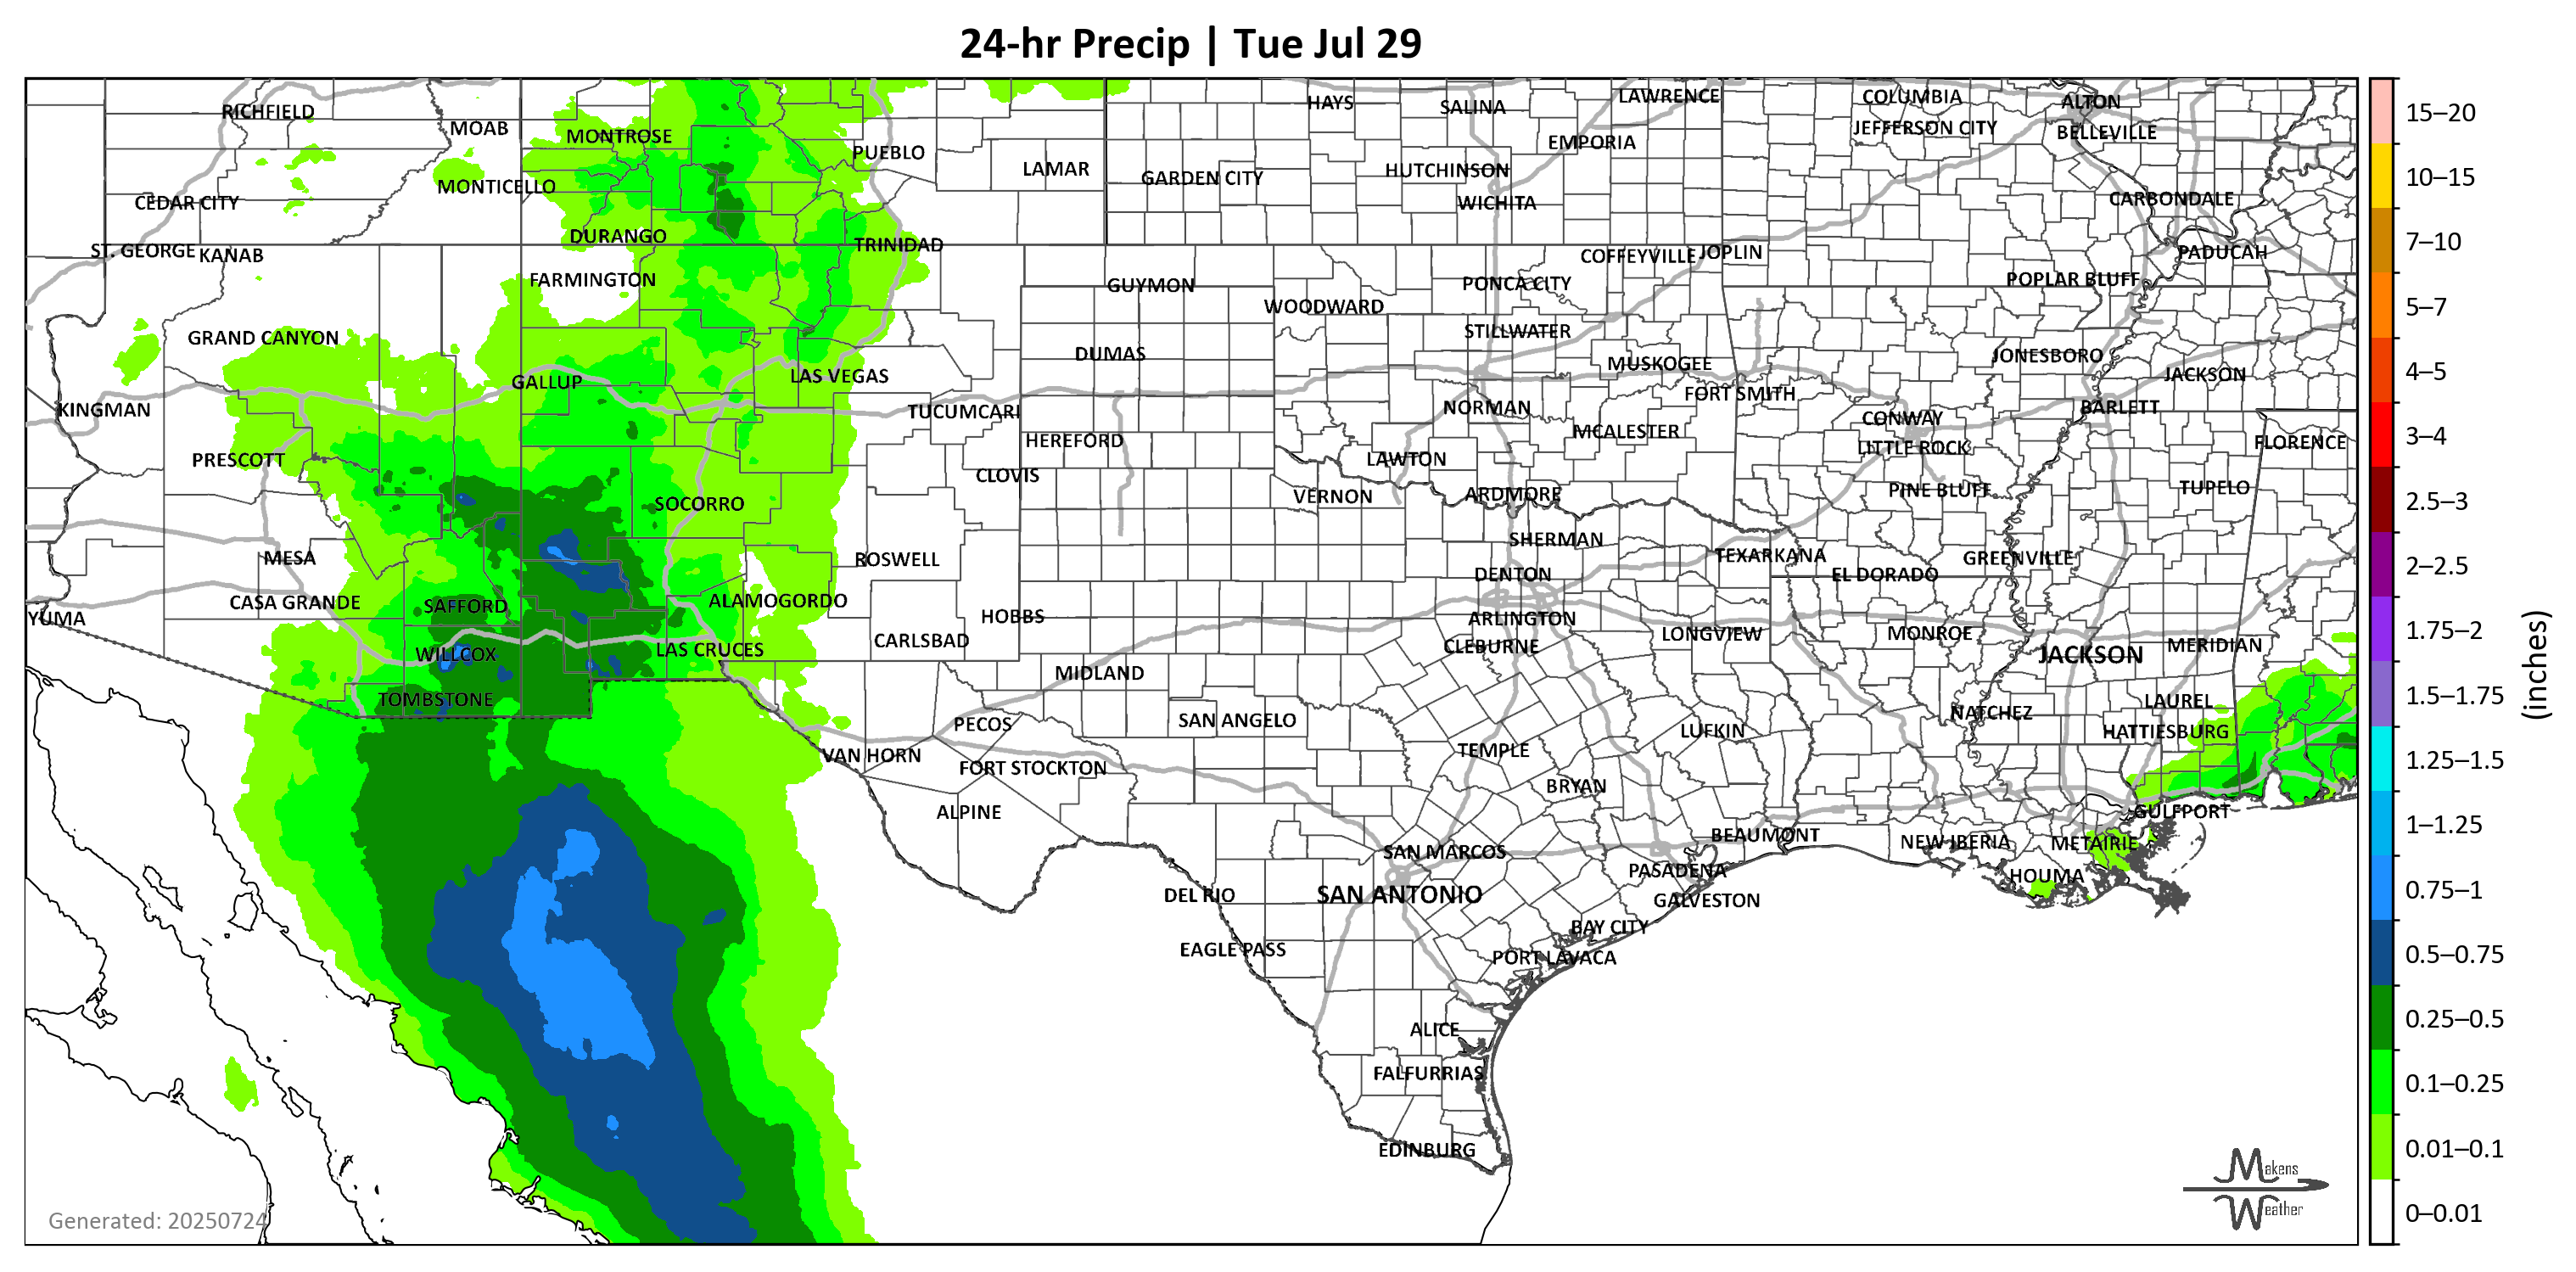 24-hr Precip | Tue Jul 29
RICHFIELD
MOAB
MONTROSE
PUEBLO
LAMAR
HAYS
SALINA
LAWRENCE
COLUMBIA
ALTON
JEFFERSON CITY
BELLEVILLE
EMPORIA
GARDEN CITY
HUTCHINSON
WICHITA
MONTICELLO
CEDAR CITY
CARBONDALE
DURANGO
TRINIDAD
ST. GEORGE
KANAB
COFFEYVILLE
JOPLIN
PADUCAH
FARMINGTON
GUYMON
PONCA CITY
POPLAR BLUFF
WOODWARD
STILLWATER
GRAND CANYON
DUMAS
MUSKOGEE
JONESBORO
GALLUP
LAS VEGAS
FORT SMITH
JACKSON
KINGMAN
TUCUMCARI
NORMAN
BARLETT
CONWAY
HEREFORD
MCALESTER
LITTLE ROCK
FLORENCE
PRESCOTT
CLOVIS
LAWTON
PINE BLUFF
TUPELO
SOCORRO
VERNON
ARDMORE
MESA
ROSWELL
SHERMAN
TEXARKANA
GREENVILLE
DENTON
EL DORADO
CASA GRANDE
SAFFORD
ALAMOGORDO
HOBBS
ARLINGTON
YUMA
WILLCOX
LAS CRUCES
CARLSBAD
CLEBURNE
LONGVIEW
MONROE
JACKSON
MERIDIAN
MIDLAND
TOMBSTONE
PECOS
SAN ANGELO
LUFKIN
NATCHEZ
LAUREL
HATTIESBURG
VAN HORN
FORT STOCKTON
TEMPLE
BRYAN
ALPINE
GULFPORT
BEAUMONT
NEW IBERIA
METAIRIE
SAN MARCOS
PASADENA
HOUMA
DEL RIO
SAN ANTONIO
GALVESTON
BAY CITY
EAGLE PASS
PORT LAVACA
ALICE
FALFURRIAS
EDINBURG
Generated: 20250724
Makens
Weather
15–20
10–15
7–10
5–7
4–5
3–4
2.5–3
2–2.5
1.75–2
1.5–1.75
1.25–1.5
1–1.25
0.75–1
0.5–0.75
0.25–0.5
0.1–0.25
0.01–0.1
0–0.01
(inches)